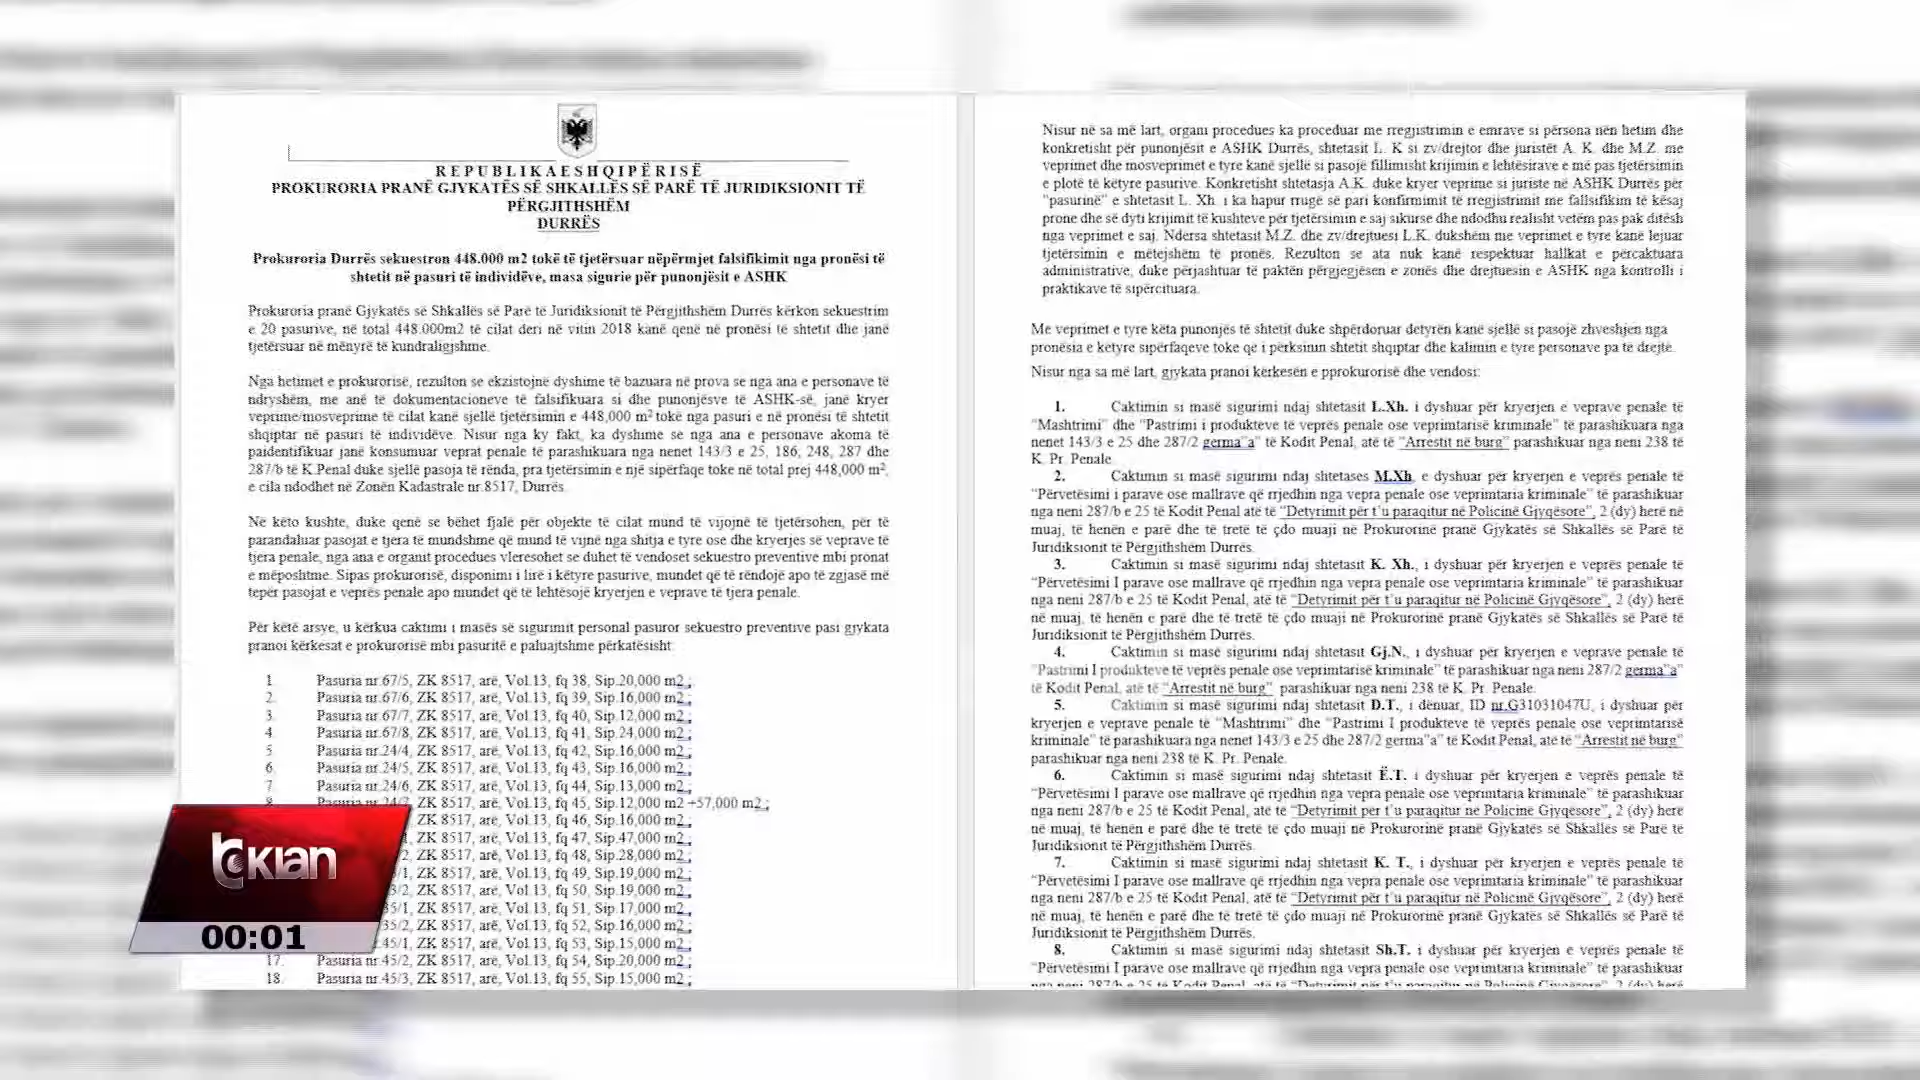 REPUBLIKA E SHQIPËRISË
PROKURORIA PRANË GJYKATËS SË SHKALLËS SË PARË TË JURIDIKSIONIT TË
PËRGJITHSHËM
DURRËS
Prokuroria Durrës sekuestron 448.000 m2 tokë të tjetërsuar nëpërmjet falsifikimit nga pronësi të
shtetit në pasuri të individëve, masa sigurie për punonjësit e ASHK
Prokuroria pranë Gjykatës së Shkallës së Parë të Juridiksionit të Përgjithshëm Durrës kërkon sekuestrim
e 20 pasurive, në total 448.000m2 të cilat deri në vitin 2018 kanë qenë në pronësi të shtetit dhe janë
tjetërsuar në mënyrë të kundraligjshme.
Nga hetimet e prokurorisë, rezulton se ekzistojnë dyshime të bazuara në prova se nga ana e personave të
ndryshëm, me anë të dokumentacioneve të falsifikuara si dhe punonjësve të ASHK-së, janë kryer
veprime/mosveprime të cilat kanë sjellë tjetërsimin e 448,000 m² tokë nga pasuri e në pronësi të shtetit
shqiptar në pasuri të individëve. Nisur nga ky fakt, ka dyshime se nga ana e personave akoma të
paidentifikuar janë konsumuar veprat penale të parashikuara nga nenet 143/3 e 25, 186, 248, 287 dhe
287/b të K.Penal duke sjellë pasoja të rënda, pra tjetërsimin e një sipërfaqe toke në total prej 448,000 m²,
e cila ndodhet në Zonën Kadastrale nr.8517, Durrës.
Në këto kushte, duke qenë se bëhet fjalë për objekte të cilat mund të vijojnë të tjetërsohen, për të
parandaluar pasojat e tjera të mundshme që mund të vijnë nga shitja e tyre ose dhe kryerjes së veprave të
tjera penale, nga ana e organit procedues vleresohet se duhet të vendoset sekuestro preventive mbi pronat
e mëposhtme. Sipas prokurorisë, disponimi i lirë i këtyre pasurive, mundet që të rëndojë apo të zgjasë më
tepër pasojat e veprës penale apo mundet që të lehtësojë kryerjen e veprave të tjera penale.
Për këtë arsye, u kërkua caktimi i masës së sigurimit personal pasuror sekuestro preventive pasi gjykata
pranoi kërkesat e prokurorisë mbi pasuritë e paluajtshme përkatësisht:
1. Pasuria nr.67/5, ZK 8517, arë, Vol.13, fq 38, Sip.20,000 m2 ;
2. Pasuria nr.67/6, ZK 8517, arë, Vol.13, fq 39, Sip.16,000 m2 ;
3. Pasuria nr.67/7, ZK 8517, arë, Vol.13, fq 40, Sip.12,000 m2 ;
4. Pasuria nr.67/8, ZK 8517, arë, Vol.13, fq 41, Sip.24,000 m2 ;
5. Pasuria nr.24/4, ZK 8517, arë, Vol.13, fq 42, Sip.16,000 m2 ;
6. Pasuria nr.24/5, ZK 8517, arë, Vol.13, fq 43, Sip.16,000 m2 ;
7. Pasuria nr.24/6, ZK 8517, arë, Vol.13, fq 44, Sip.13,000 m2 ;
8. Pasuria nr.24/7, ZK 8517, arë, Vol.13, fq 45, Sip.12,000 m2 +57,000 m2 ;
ZK 8517, arë, Vol.13, fq 46, Sip.16,000 m2 ;
1, ZK 8517, arë, Vol.13, fq 47, Sip.47,000 m2 ;
/2, ZK 8517, arë, Vol.13, fq 48, Sip.28,000 m2 ;
/1, ZK 8517, arë, Vol.13, fq 49, Sip.19,000 m2 ;
3/2, ZK 8517, arë, Vol.13, fq 50, Sip.19,000 m2 ;
35/1, ZK 8517, arë, Vol.13, fq 51, Sip.17,000 m2 ;
35/2, ZK 8517, arë, Vol.13, fq 52, Sip.16,000 m2 ;
45/1, ZK 8517, arë, Vol.13, fq 53, Sip.15,000 m2 ;
17. Pasuria nr.45/2, ZK 8517, arë, Vol.13, fq 54, Sip.20,000 m2 ;
18. Pasuria nr.45/3, ZK 8517, arë, Vol.13, fq 55, Sip.15,000 m2 ;
Nisur në sa më lart, organi procedues ka proceduar me rregjistrimin e emrave si persona nën hetim dhe
konkretisht për punonjësit e ASHK Durrës, shtetasit L. K si zv/drejtor dhe juristët A. K. dhe M.Z. me
veprimet dhe mosveprimet e tyre kanë sjellë si pasojë fillimisht krijimin e lehtësirave e më pas tjetërsimin
e plotë të këtyre pasurive. Konkretisht shtetasja A.K. duke kryer veprime si juriste në ASHK Durrës për
"pasurinë" e shtetasit L. Xh. i ka hapur rrugë së pari konfirmimit të rregjistrimit me fallsifikim të kësaj
prone dhe së dyti krijimit të kushteve për tjetërsimin e saj sikurse dhe ndodhu realisht vetëm pas pak ditësh
nga veprimet e saj. Ndërsa shtetasit M.Z. dhe zv/drejtuesi L.K. dukshëm me veprimet e tyre kanë lejuar
tjetërsimin e mëtejshëm të pronës. Rezulton se ata nuk kanë respektuar hallkat e përcaktuara
administrative, duke përjashtuar të paktën përgjegjësen e zonës dhe drejtuesin e ASHK nga kontrolli i
praktikave të sipërcituara.
Me veprimet e tyre këta punonjës të shtetit duke shpërdoruar detyrën kanë sjellë si pasojë zhveshjen nga
pronësia e këtyre sipërfaqeve toke që i përksinin shtetit shqiptar dhe kalimin e tyre personave pa të drejtë.
Nisur nga sa më lart, gjykata pranoi kërkesën e pprokurorisë dhe vendosi:
1. Caktimin si masë sigurimi ndaj shtetasit L.Xh. i dyshuar për kryerjen e veprave penale të
"Mashtrimi" dhe "Pastrimi i produkteve të veprës penale ose veprimtarisë kriminale" të parashikuara nga
nenet 143/3 e 25 dhe 287/2 germa"a" të Kodit Penal, atë të "Arrestit në burg" parashikuar nga neni 238 të
K. Pr. Penale.
2. Caktimin si masë sigurimi ndaj shtetases M.Xh. e dyshuar për kryerjen e veprës penale të
"Përvetësimi i parave ose mallrave që rrjedhin nga vepra penale ose veprimtaria kriminale" të parashikuar
nga neni 287/b e 25 të Kodit Penal atë të "Detyrimit për t'u paraqitur në Policinë Gjyqësore", 2 (dy) herë në
muaj, të hënën e parë dhe të tretë të çdo muaji në Prokurorinë pranë Gjykatës së Shkallës së Parë të
Juridiksionit të Përgjithshëm Durrës.
3. Caktimin si masë sigurimi ndaj shtetasit K. Xh., i dyshuar për kryerjen e veprës penale të
"Përvetësimi I parave ose mallrave që rrjedhin nga vepra penale ose veprimtaria kriminale" të parashikuar
nga neni 287/b e 25 të Kodit Penal, atë të "Detyrimit për t'u paraqitur në Policinë Gjyqësore", 2 (dy) herë
në muaj, të hënën e parë dhe të tretë të çdo muaji në Prokurorinë pranë Gjykatës së Shkallës së Parë të
Juridiksionit të Përgjithshëm Durrës.
4. Caktimin si masë sigurimi ndaj shtetasit Gj.N., i dyshuar për kryerjen e veprave penale të
"Pastrimi I produkteve të veprës penale ose veprimtarisë kriminale" të parashikuar nga neni 287/2 germa"a"
të Kodit Penal, atë të "Arrestit në burg" parashikuar nga neni 238 të K. Pr. Penale.
5. Caktimin si masë sigurimi ndaj shtetasit D.T., i dënuar, ID nr.G31031047U, i dyshuar për
kryerjen e veprave penale të "Mashtrimi" dhe "Pastrimi I produkteve të veprës penale ose veprimtarisë
kriminale" të parashikuara nga nenet 143/3 e 25 dhe 287/2 germa"a" të Kodit Penal, atë të "Arrestit në burg"
parashikuar nga neni 238 të K. Pr. Penale.
6. Caktimin si masë sigurimi ndaj shtetasit Ë.T. i dyshuar për kryerjen e veprës penale të
"Përvetësimi I parave ose mallrave që rrjedhin nga vepra penale ose veprimtaria kriminale" të parashikuar
nga neni 287/b e 25 të Kodit Penal, atë të "Detyrimit për t'u paraqitur në Policinë Gjyqësore", 2 (dy) herë
në muaj, të hënën e parë dhe të tretë të çdo muaji në Prokurorinë pranë Gjykatës së Shkallës së Parë të
Juridiksionit të Përgjithshëm Durrës.
7. Caktimin si masë sigurimi ndaj shtetasit K. T., i dyshuar për kryerjen e veprës penale të
"Përvetësimi I parave ose mallrave që rrjedhin nga vepra penale ose veprimtaria kriminale" të parashikuar
nga neni 287/b e 25 të Kodit Penal, atë të "Detyrimit për t'u paraqitur në Policinë Gjyqësore", 2 (dy) herë
në muaj, të hënën e parë dhe të tretë të çdo muaji në Prokurorinë pranë Gjykatës së Shkallës së Parë të
Juridiksionit të Përgjithshëm Durrës.
8. Caktimin si masë sigurimi ndaj shtetasit Sh.T. i dyshuar për kryerjen e veprës penale të
"Përvetësimi I parave ose mallrave që rrjedhin nga vepra penale ose veprimtaria kriminale" të parashikuar
nga neni 287/b e 25 të Kodit Penal, atë të "Detyrimit për t'u paraqitur në Policinë Gjyqësore", 2 (dy) herë
klan
00:01